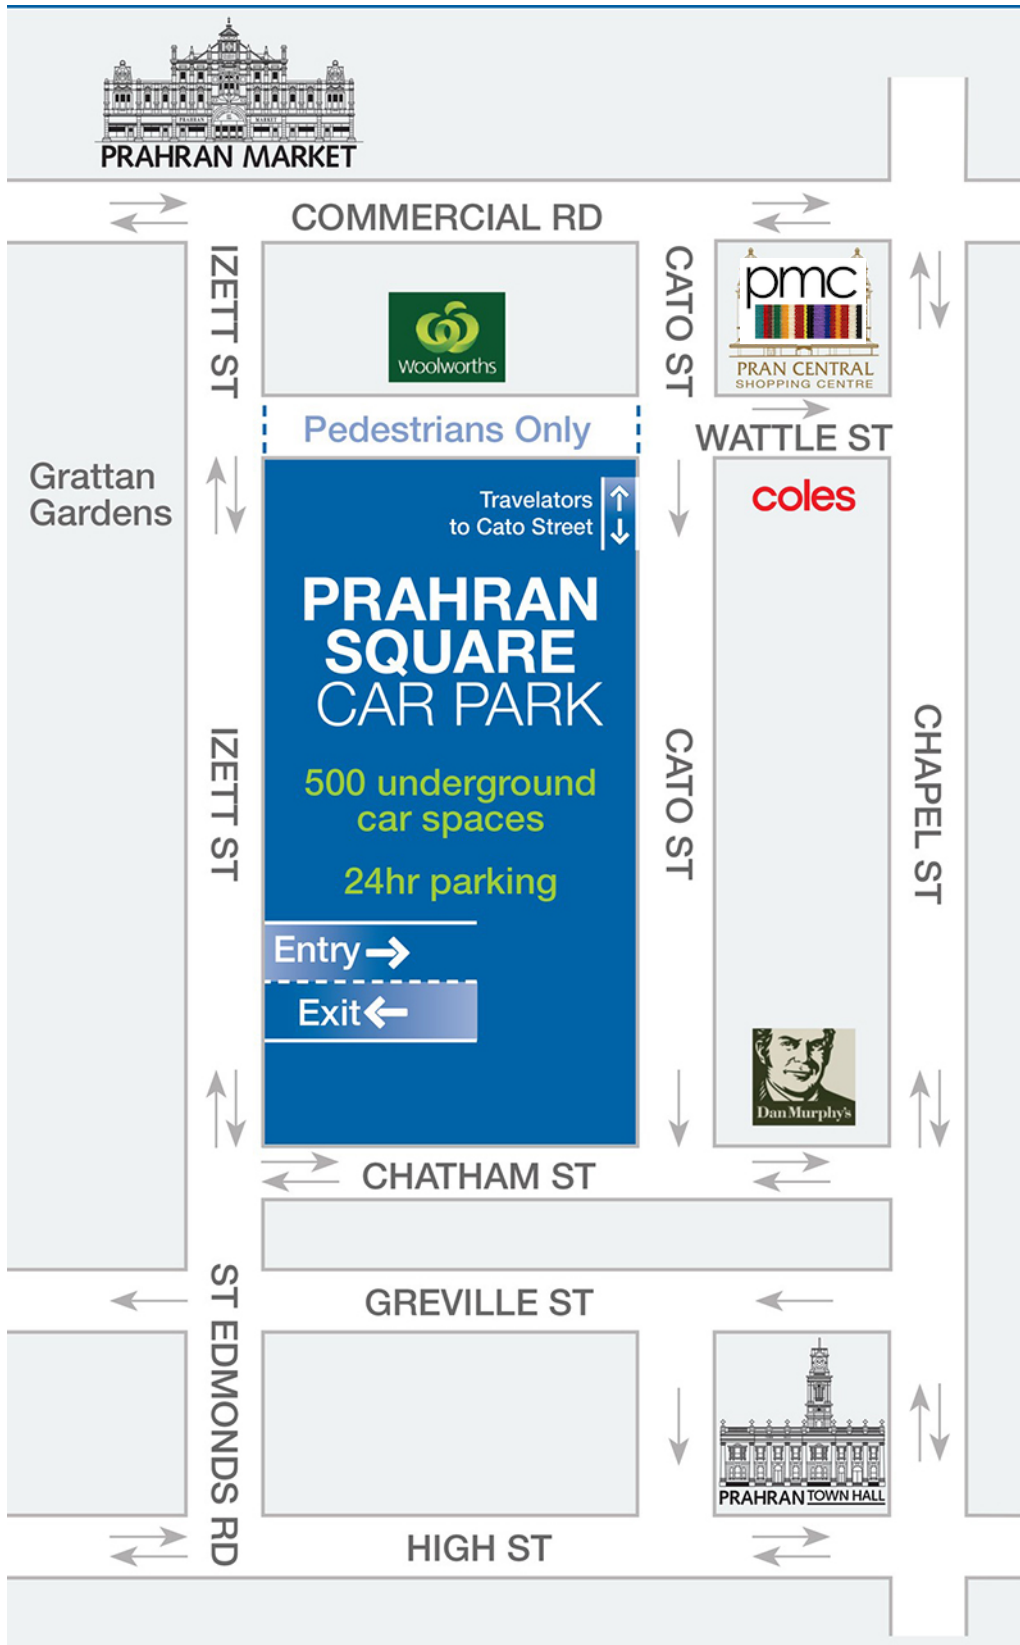 PRAHRAN MARKET
PRAHRAN MARKET
COMMERCIAL RD
IZETT ST
CATO ST
Woolworths
pmc
PRAN CENTRAL
SHOPPING CENTRE
Pedestrians Only
WATTLE ST
Grattan
Gardens
Travelators
to Cato Street
coles
PRAHRAN
SQUARE
CAR PARK
500 underground
car spaces
24hr parking
IZETT ST
CATO ST
CHAPEL ST
Entry
Exit
Dan Murphy's
CHATHAM ST
GREVILLE ST
ST EDMONDS RD
PRAHRAN TOWN HALL
HIGH ST